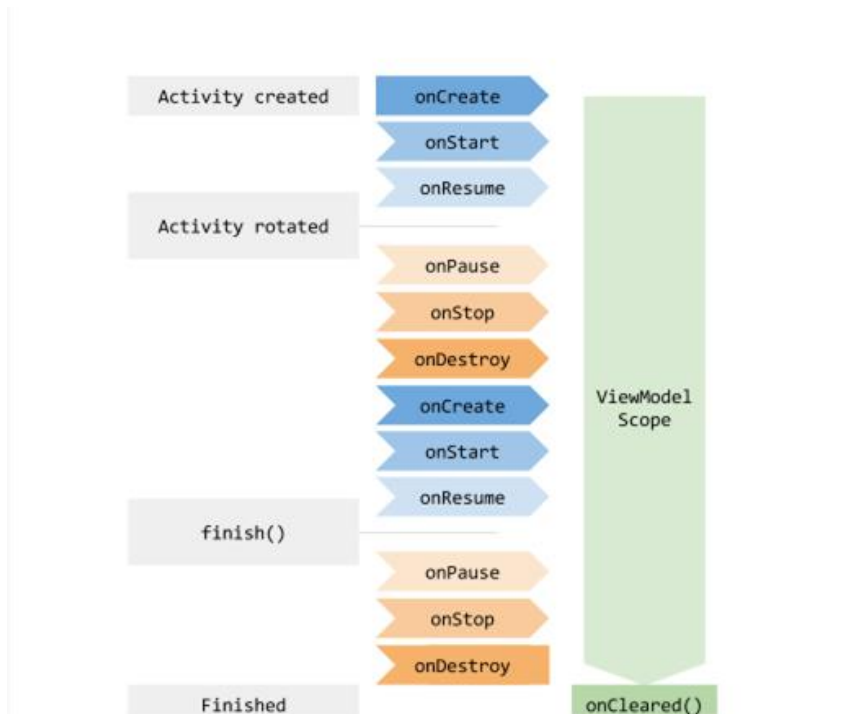 Activity created
onCreate
onStart
onResume
Activity rotated
onPause
onStop
onDestroy
onCreate
onStart
onResume
finish()
onPause
onStop
onDestroy
Finished
ViewModel
Scope
onCleared()